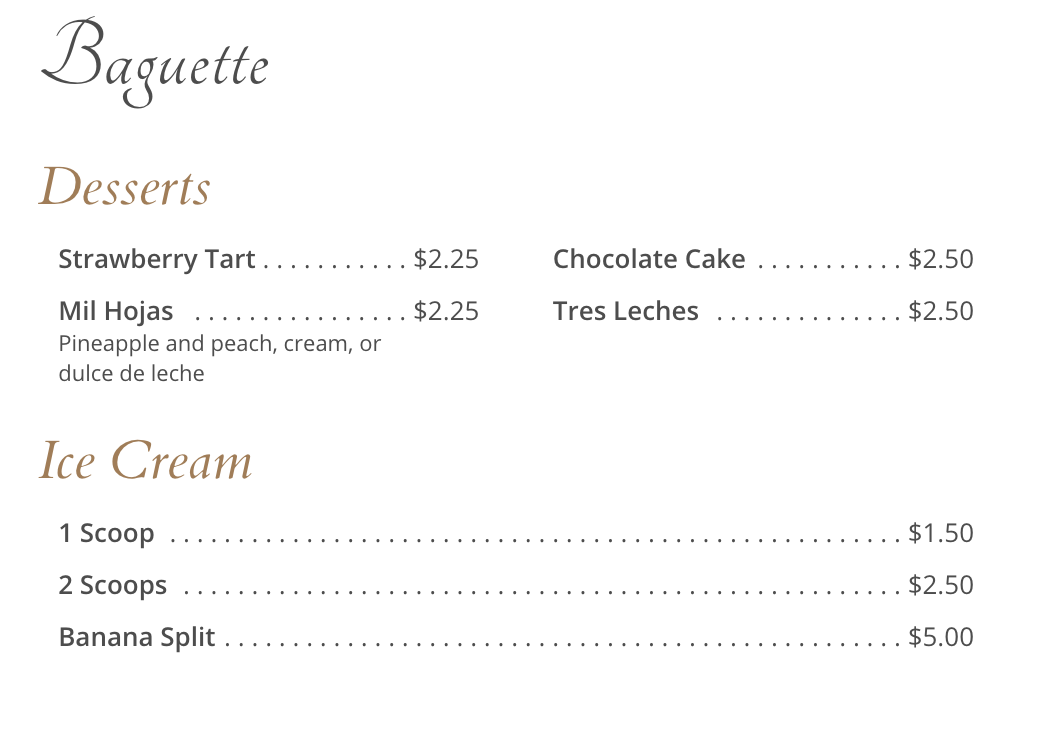 Baguette
Desserts
Strawberry Tart . . . . . . . . . . . $2.25
Mil Hojas . . . . . . . . . . . . . . . . $2.25
Pineapple and peach, cream, or
dulce de leche
Chocolate Cake . . . . . . . . . . . $2.50
Tres Leches . . . . . . . . . . . . . . $2.50
Ice Cream
1 Scoop . . . . . . . . . . . . . . . . . . . . . . . . . . . . . . . . . . . . . . . . . . . . . . . . . . . . . . $1.50
2 Scoops . . . . . . . . . . . . . . . . . . . . . . . . . . . . . . . . . . . . . . . . . . . . . . . . . . . . . $2.50
Banana Split . . . . . . . . . . . . . . . . . . . . . . . . . . . . . . . . . . . . . . . . . . . . . . . . . . $5.00